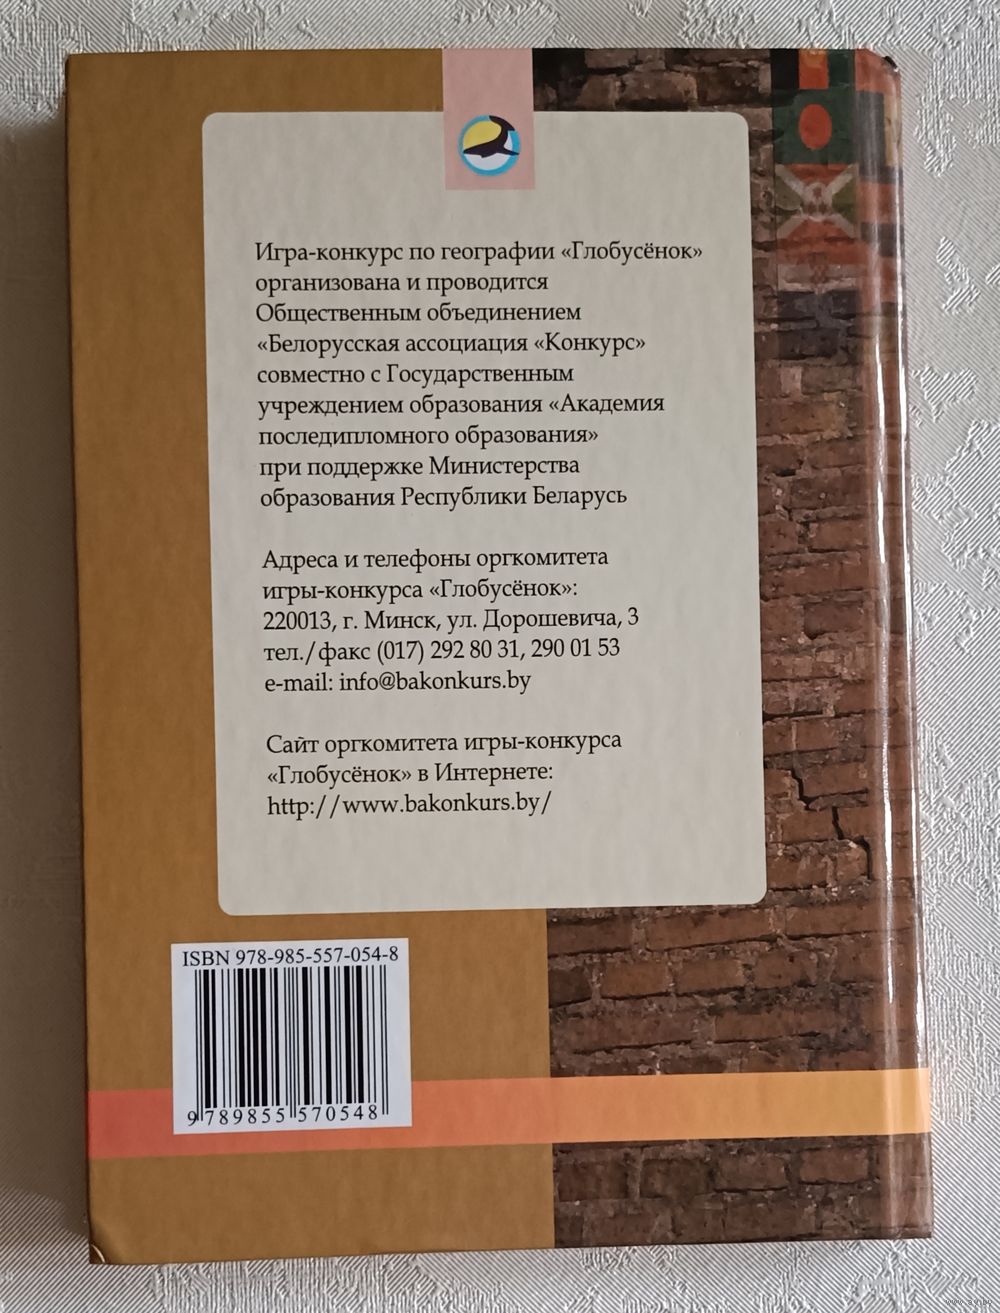 Игра-конкурс по географии «Глобусёнок»
организована и проводится
Общественным объединением
«Белорусская ассоциация «Конкурс»
совместно с Государственным
учреждением образования «Академия
последипломного образования»
при поддержке Министерства
образования Республики Беларусь
Адреса и телефоны оргкомитета
игры-конкурса «Глобусёнок»:
220013, г. Минск, ул. Дорошевича, 3
тел./факс (017) 292 80 31, 290 01 53
e-mail: info@bakonkurs.by
Сайт оргкомитета игры-конкурса
«Глобусёнок» в Интернете:
http://www.bakonkurs.by/
ISBN 978-985-557-054-8
9 789855 570548